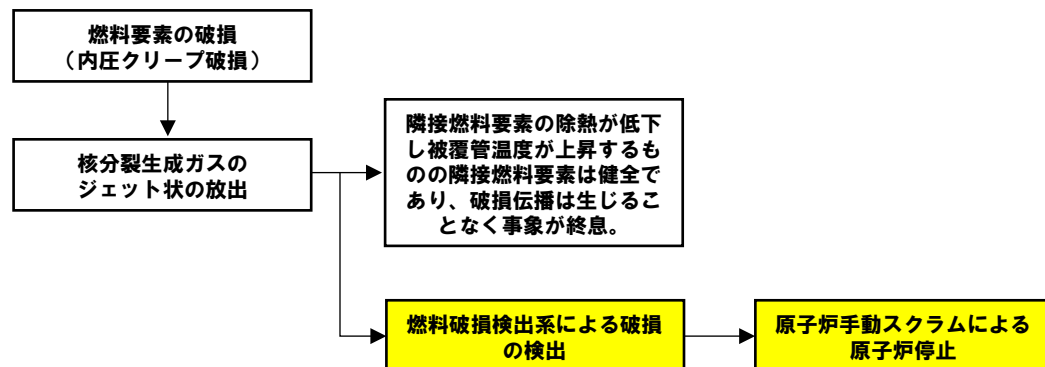 燃料要素の破損
（内圧クリープ破損）
核分裂生成ガスの
ジェット状の放出
隣接燃料要素の除熱が低下
し被覆管温度が上昇するも
のの隣接燃料要素は健全で
あり、破損伝播は生じるこ
となく事象が終息。
燃料破損検出系による破損
の検出
原子炉手動スクラムによる
原子炉停止